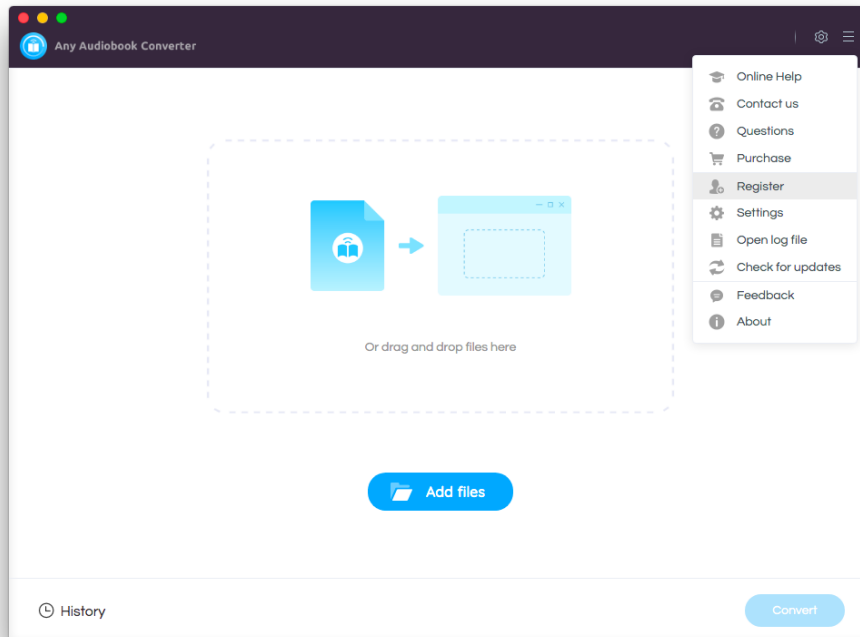 Any Audiobook Converter
Online Help
Contact us
Questions
Purchase
Register
Settings
Open log file
Check for updates
Feedback
About
Or drag and drop files here
Add files
History
Convert